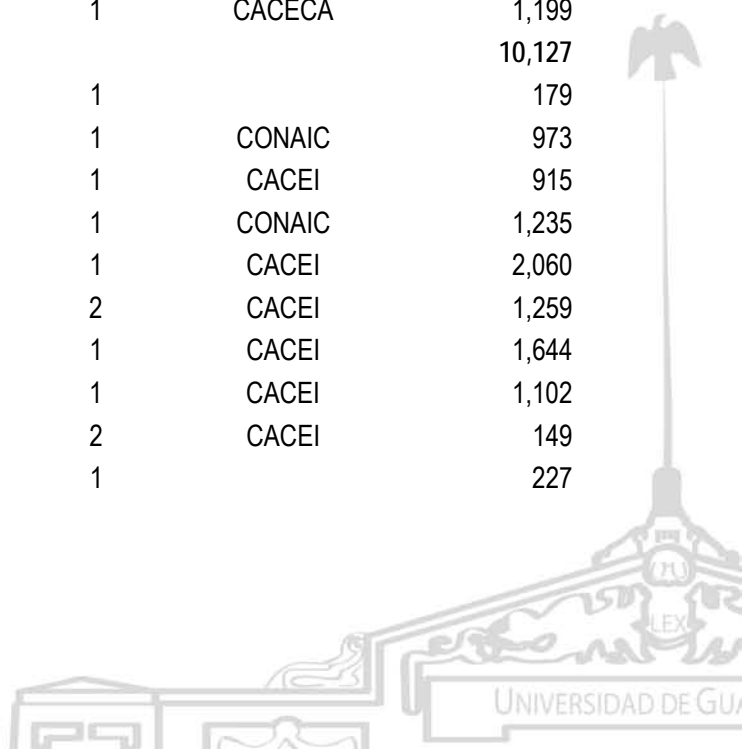 1 CACECA 1,199
10,127
1 179
1 CONAIC 973
1 CACEI 915
1 CONAIC 1,235
1 CACEI 2,060
2 CACEI 1,259
1 CACEI 1,644
1 CACEI 1,102
2 CACEI 149
1 227
LEX
UNIVERSIDAD DE GUA